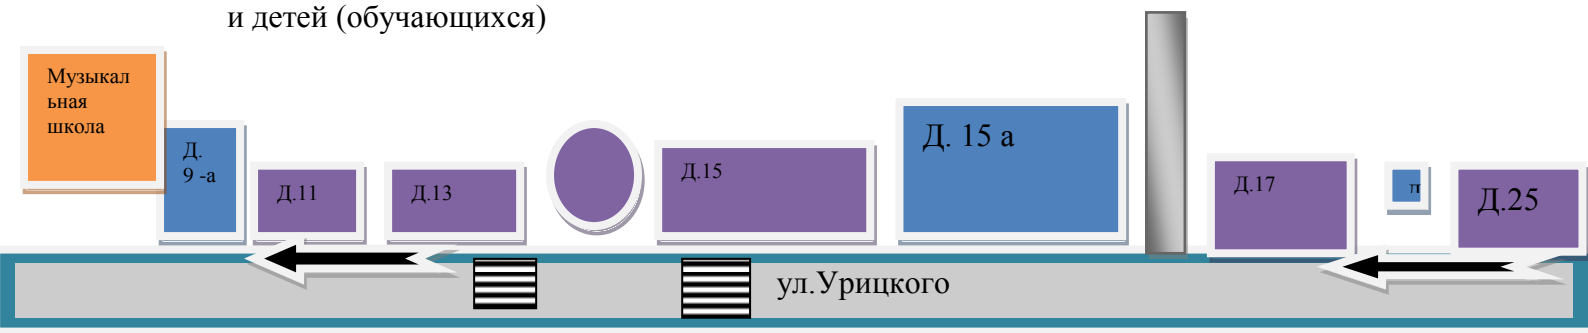 и детей (обучающихся)
Музыкал
ьная
школа
Д.
9 -а
Д.11
Д.13
Д.15
Д. 15 а
Д.17
п
Д.25
ул.Урицкого